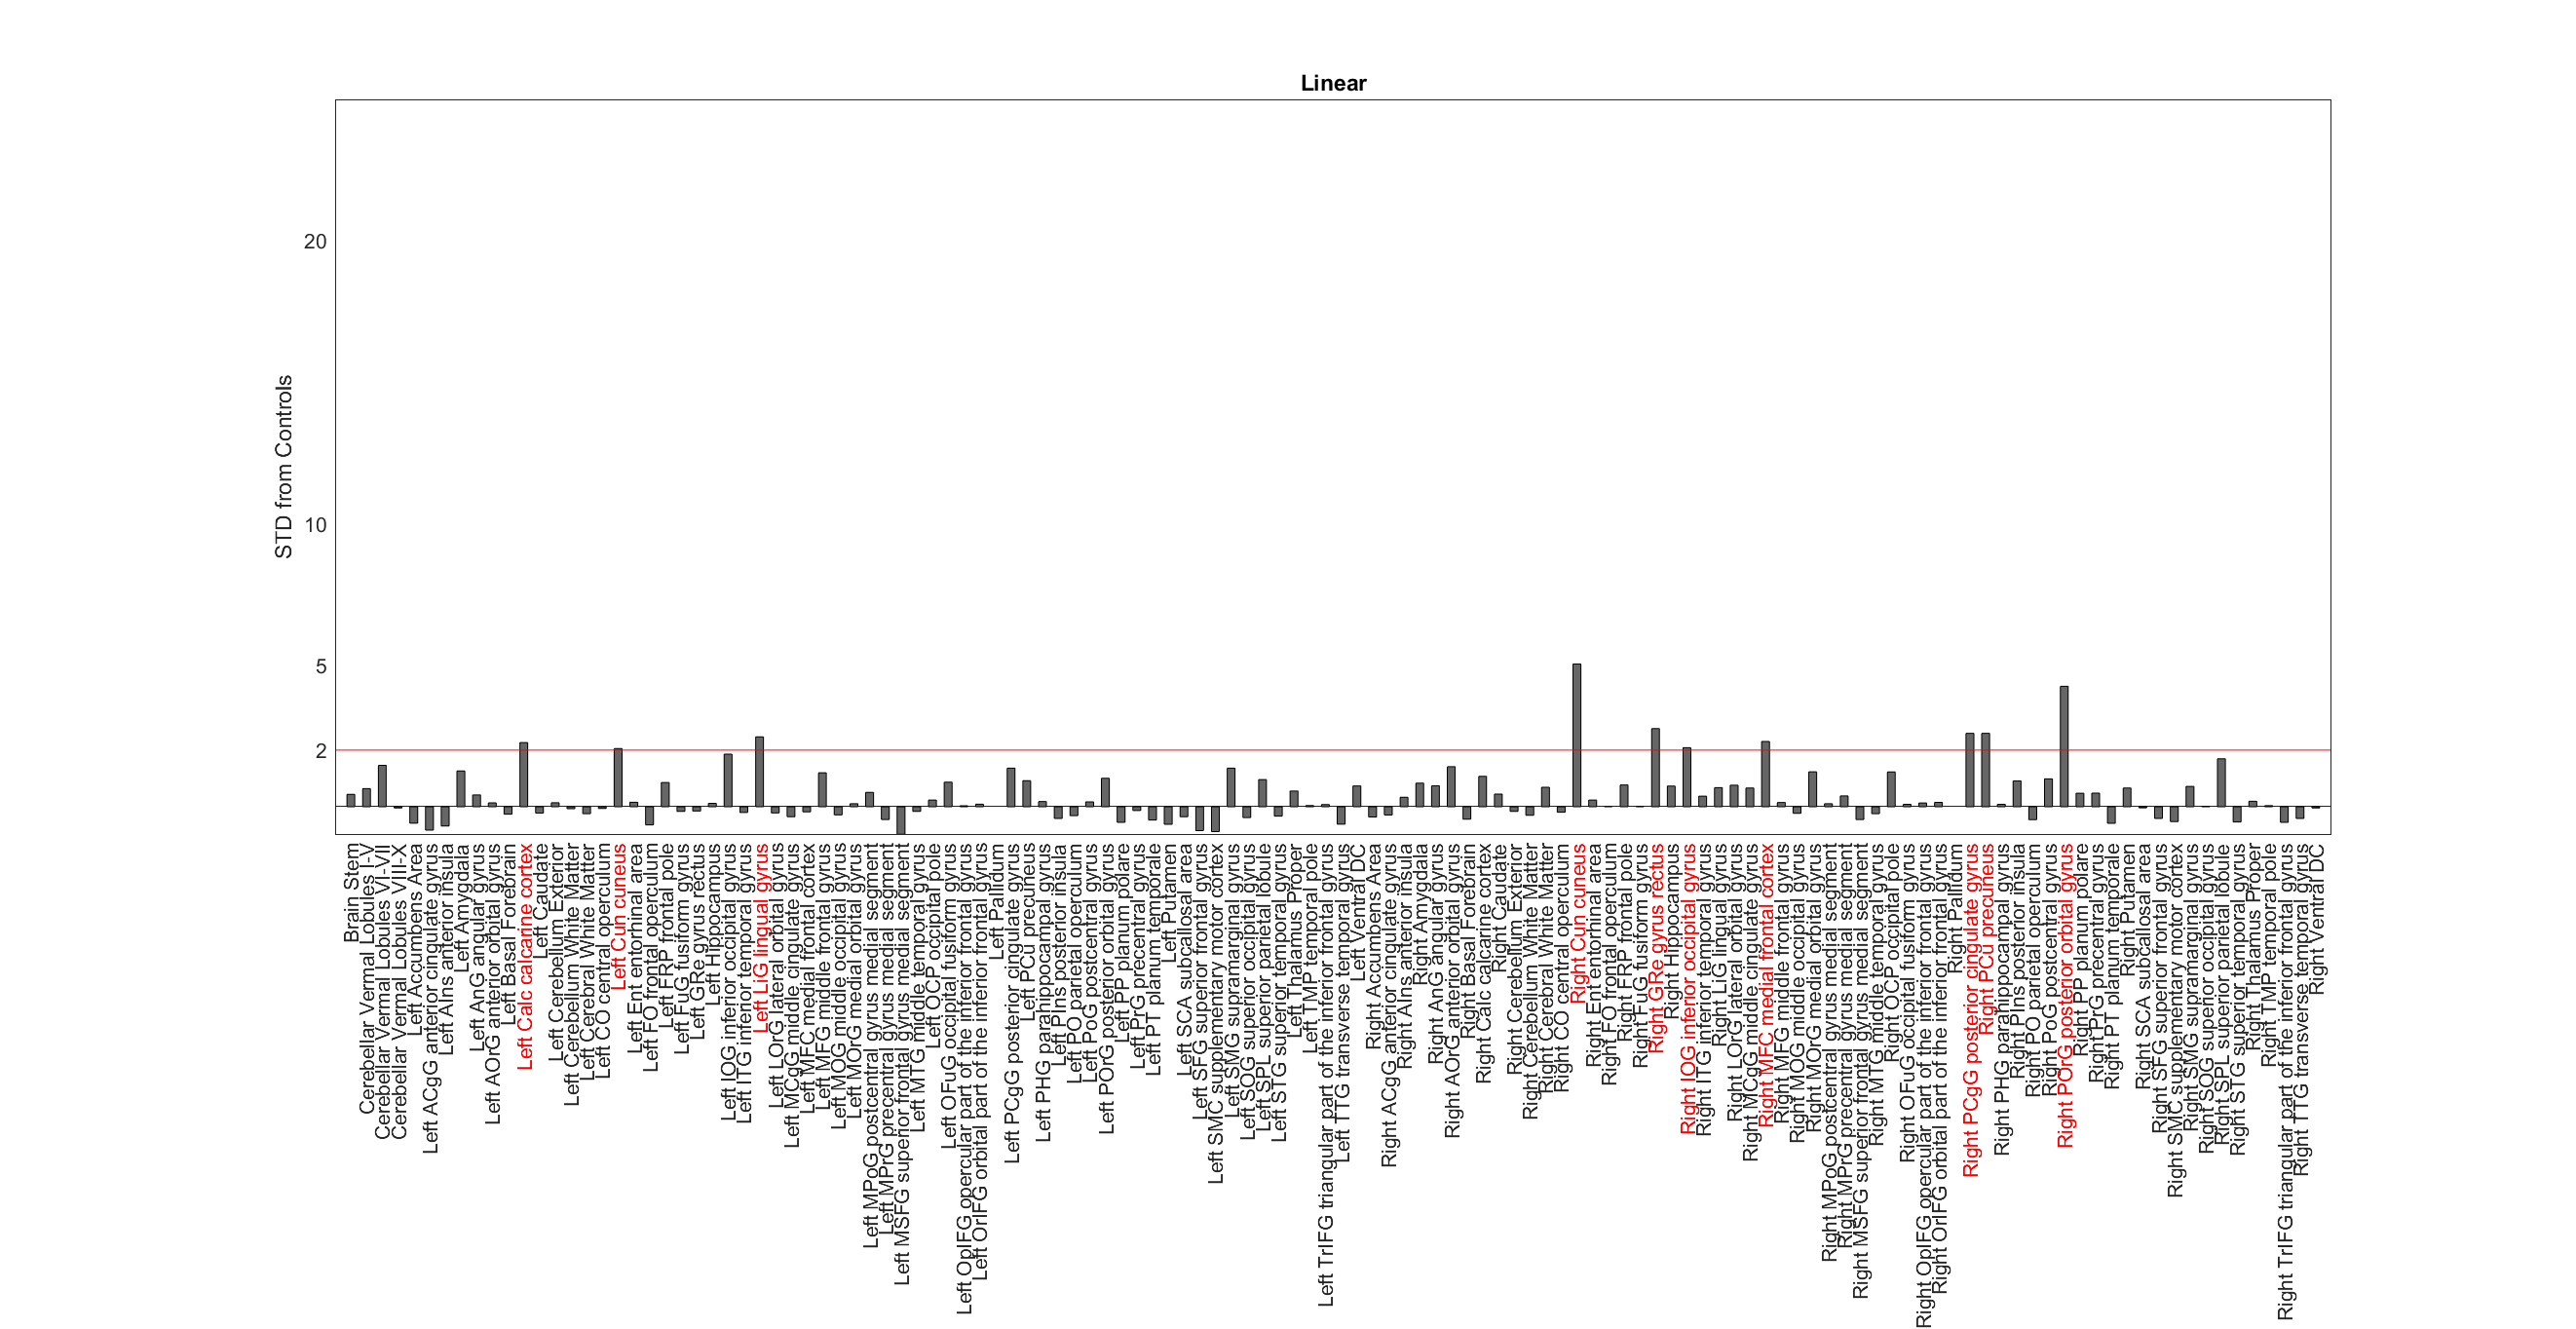 Linear
STD from Controls
20
10
5
2
Brain Stem
Cerebellar Vermal Lobules I-V
Cerebellar Vermal Lobules VI-VII
Cerebellar Vermal Lobules VIII-X
Left Accumbens Area
Left ACgG anterior cingulate gyrus
Left AIns anterior insula
Left Amygdala
Left AnG angular gyrus
Left AOrG anterior orbital gyrus
Left Basal Forebrain
Left Calc calcarine cortex
Left Caudate
Left Cerebellum Exterior
Left Cerebellum White Matter
Left Cerebral White Matter
Left CO central operculum
Left Cun cuneus
Left Ent entorhinal area
Left FO frontal operculum
Left FRP frontal pole
Left FuG fusiform gyrus
Left GRe gyrus rectus
Left Hippocampus
Left IOG inferior occipital gyrus
Left ITG inferior temporal gyrus
Left LiG lingual gyrus
Left LOrG lateral orbital gyrus
Left MCgG middle cingulate gyrus
Left MFC medial frontal cortex
Left MFG middle frontal gyrus
Left MOG middle occipital gyrus
Left MOrG medial orbital gyrus
Left MPoG postcentral gyrus medial segment
Left MPrG precentral gyrus medial segment
Left MSFG superior frontal gyrus medial segment
Left MTG middle temporal gyrus
Left OCP occipital pole
Left OFuG occipital fusiform gyrus
Left OpIFG opercular part of the inferior frontal gyrus
Left OrIFG orbital part of the inferior frontal gyrus
Left Pallidum
Left PCgG posterior cingulate gyrus
Left PCu precuneus
Left PHG parahippocampal gyrus
Left PIns posterior insula
Left PO parietal operculum
Left PoG postcentral gyrus
Left POrG posterior orbital gyrus
Left PP planum polare
Left PrG precentral gyrus
Left PT planum temporale
Left Putamen
Left SCA subcallosal area
Left SFG superior frontal gyrus
Left SMC supplementary motor cortex
Left SMG supramarginal gyrus
Left SOG superior occipital gyrus
Left SPL superior parietal lobule
Left STG superior temporal gyrus
Left Thalamus Proper
Left TMP temporal pole
Left TrIFG triangular part of the inferior frontal gyrus
Left TTG transverse temporal gyrus
Left Ventral DC
Right Accumbens Area
Right ACgG anterior cingulate gyrus
Right AIns anterior insula
Right Amygdala
Right AnG angular gyrus
Right AOrG anterior orbital gyrus
Right Basal Forebrain
Right Calc calcarine cortex
Right Caudate
Right Cerebellum Exterior
Right Cerebellum White Matter
Right Cerebral White Matter
Right CO central operculum
Right Cun cuneus
Right Ent entorhinal area
Right FO frontal operculum
Right FRP frontal pole
Right FuG fusiform gyrus
Right GRe gyrus rectus
Right Hippocampus
Right IOG inferior occipital gyrus
Right ITG inferior temporal gyrus
Right LiG lingual gyrus
Right LOrG lateral orbital gyrus
Right MCgG middle cingulate gyrus
Right MFC medial frontal cortex
Right MFG middle frontal gyrus
Right MOG middle occipital gyrus
Right MOrG medial orbital gyrus
Right MPoG postcentral gyrus medial segment
Right MPrG precentral gyrus medial segment
Right MSFG superior frontal gyrus medial segment
Right MTG middle temporal gyrus
Right OCP occipital pole
Right OFuG occipital fusiform gyrus
Right OpIFG opercular part of the inferior frontal gyrus
Right OrIFG orbital part of the inferior frontal gyrus
Right Pallidum
Right PCgG posterior cingulate gyrus
Right PCu precuneus
Right PHG parahippocampal gyrus
Right PIns posterior insula
Right PO parietal operculum
Right PoG postcentral gyrus
Right POrG posterior orbital gyrus
Right PP planum polare
Right PrG precentral gyrus
Right PT planum temporale
Right Putamen
Right SCA subcallosal area
Right SFG superior frontal gyrus
Right SMC supplementary motor cortex
Right SMG supramarginal gyrus
Right SOG superior occipital gyrus
Right SPL superior parietal lobule
Right STG superior temporal gyrus
Right Thalamus Proper
Right TMP temporal pole
Right TrIFG triangular part of the inferior frontal gyrus
Right TTG transverse temporal gyrus
Right Ventral DC